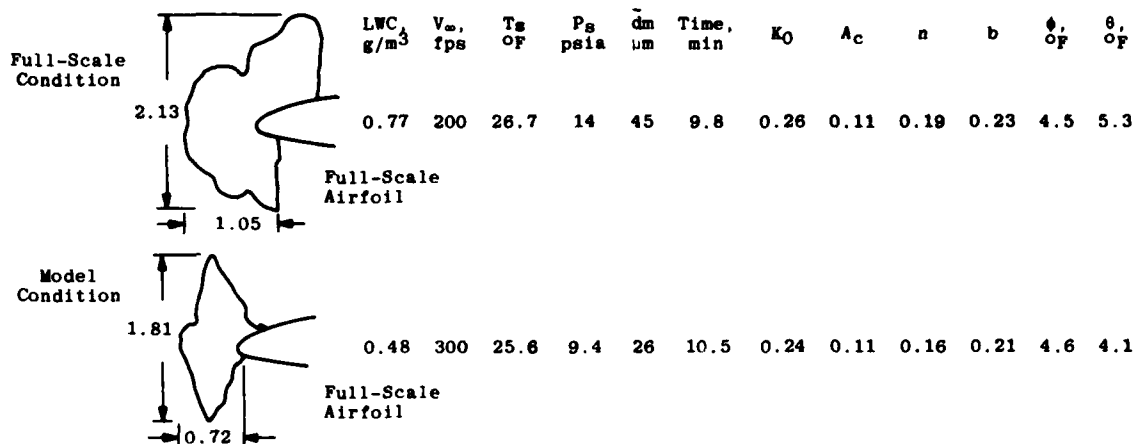 LWC, V∞, Ts Ps d̃m Time, K0 Ac n b ϕ, θ,
g/m3 fps °F psia μm min °F °F
Full-Scale
Condition
2.13
0.77 200 26.7 14 45 9.8 0.26 0.11 0.19 0.23 4.5 5.3
Full-Scale
Airfoil
1.05
Model
Condition
1.81
0.48 300 25.6 9.4 26 10.5 0.24 0.11 0.16 0.21 4.6 4.1
Full-Scale
Airfoil
0.72